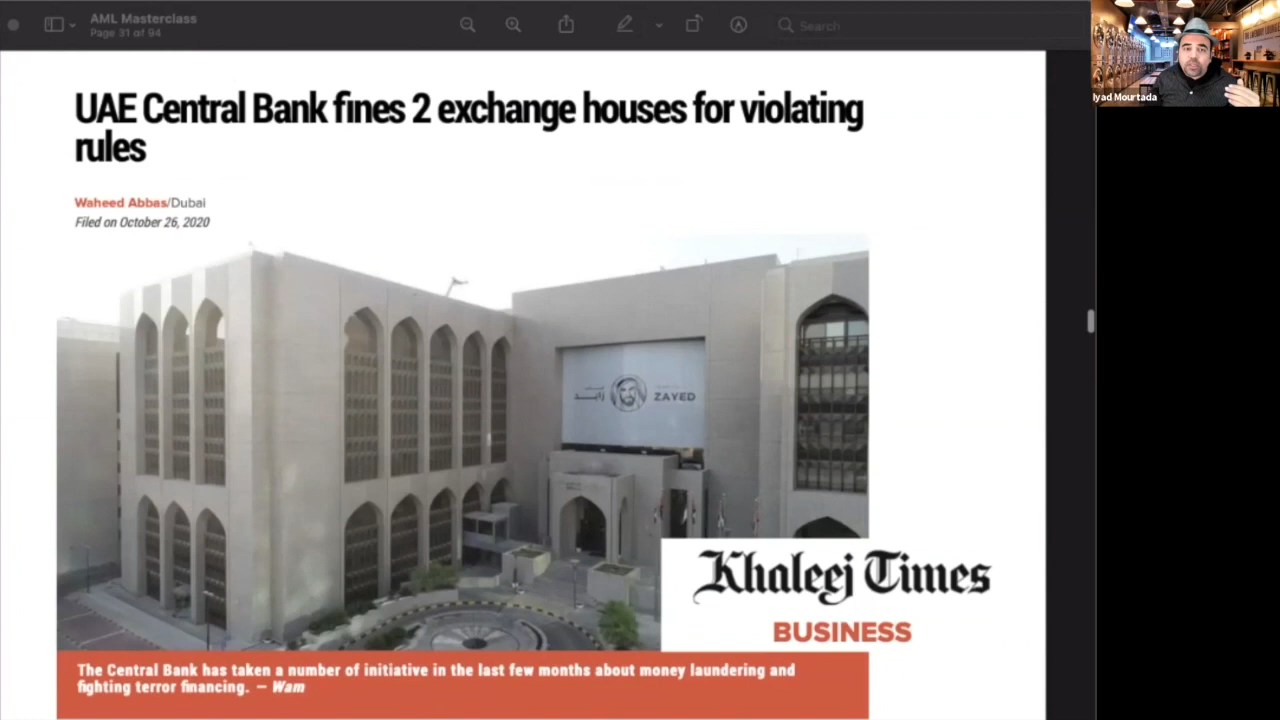 AML Masterclass
Page 31 of 94
Search
Iyad Mourtada
UAE Central Bank fines 2 exchange houses for violating
rules
Waheed Abbas/Dubai
Filed on October 26, 2020
زايــد
ZAYED
Khaleej Times
BUSINESS
The Central Bank has taken a number of initiative in the last few months about money laundering and
fighting terror financing. — Wam